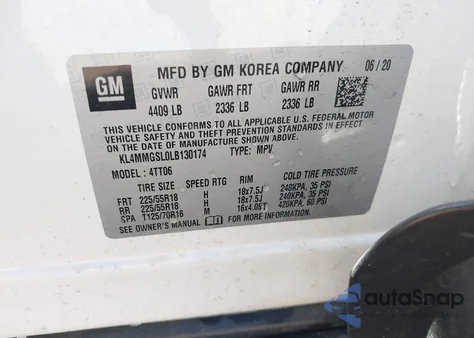 GM MFD BY GM KOREA COMPANY 06/20
GVWR GAWR FRT GAWR RR
4409 LB 2336 LB 2336 LB
THIS VEHICLE CONFORMS TO ALL APPLICABLE U.S. FEDERAL MOTOR
VEHICLE SAFETY AND THEFT PREVENTION STANDARDS IN EFFECT
ON THE DATE OF MANUFACTURE SHOWN ABOVE.
KL4MMGSL0LB130174 TYPE: MPV
MODEL: 4TT06
TIRE SIZE SPEED RTG RIM COLD TIRE PRESSURE
FRT 225/55R18 H 18x7.5J 240KPA, 35 PSI
RR 225/55R18 H 18x7.5J 240KPA, 35 PSI
SPA T125/70R16 M 16x4.0BT 420KPA, 60 PSI
SEE OWNER'S MANUAL FOR MORE INFORMATION
autoSnap